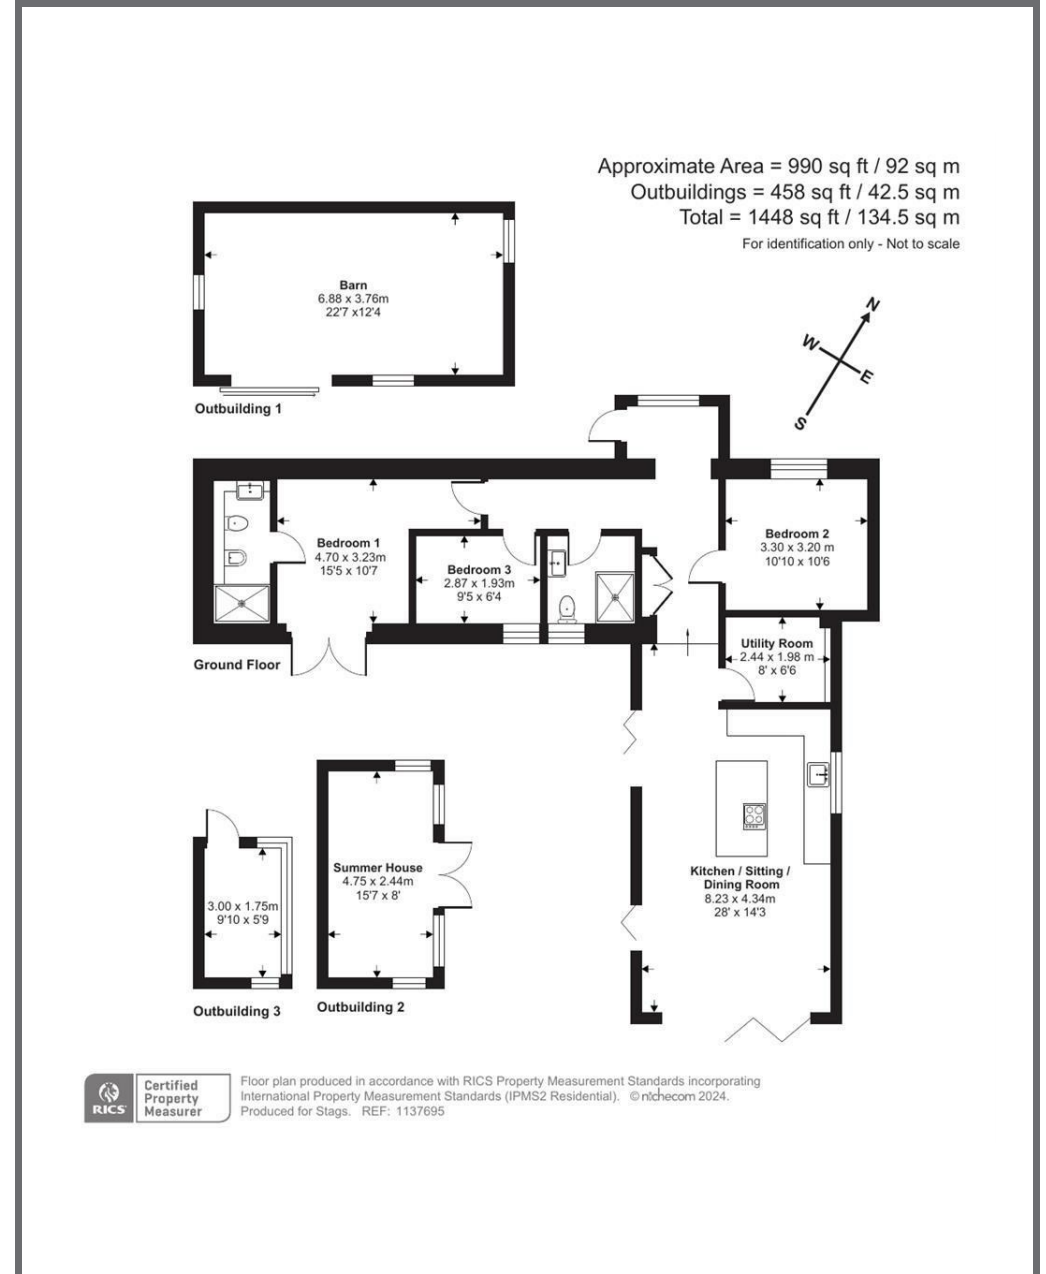 Approximate Area = 990 sq ft / 92 sq m
Outbuildings = 458 sq ft / 42.5 sq m
Total = 1448 sq ft / 134.5 sq m
For identification only - Not to scale
Barn
6.88 x 3.76m
22'7 x12'4
Outbuilding 1
N
W
E
S
Bedroom 1
4.70 x 3.23m
15'5 x 10'7
Bedroom 3
2.87 x 1.93m
9'5 x 6'4
Bedroom 2
3.30 x 3.20 m
10'10 x 10'6
Utility Room
2.44 x 1.98 m
8' x 6'6
Ground Floor
Summer House
4.75 x 2.44m
15'7 x 8'
Kitchen / Sitting /
Dining Room
8.23 x 4.34m
28' x 14'3
3.00 x 1.75m
9'10 x 5'9
Outbuilding 3
Outbuilding 2
RICS
Certified
Property
Measurer
Floor plan produced in accordance with RICS Property Measurement Standards incorporating
International Property Measurement Standards (IPMS2 Residential). © nichecom 2024.
Produced for Stags. REF: 1137695